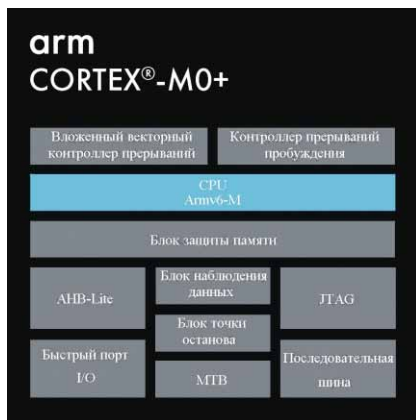 arm
CORTEX®-M0+
Вложенный векторный
контроллер прерываний
Контроллер прерываний
пробуждения
CPU
Armv6-M
Блок защиты памяти
AHB-Lite
Блок наблюдения
данных
JTAG
Блок точки
останова
Быстрый порт
I/O
MTB
Последовательная
шина